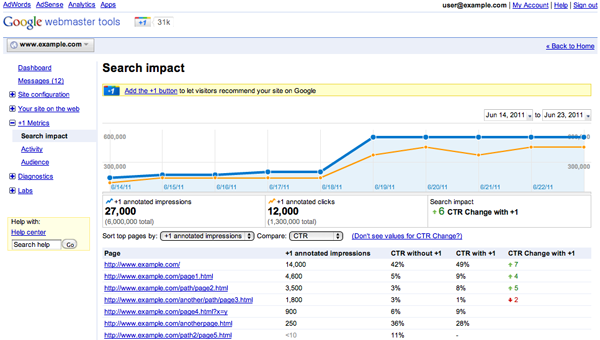 AdWords AdSense Analytics Apps user@example.com | My Account | Help | Sign out
Google webmaster tools +1 31k
www.example.com
« Back to Home
Dashboard
Messages (12)
Site configuration
Your site on the web
+1 Metrics
Search impact
Activity
Audience
Diagnostics
Labs
Help with:
Help center
Search help Go
Search impact
+1 Add the +1 button to let visitors recommend your site on Google
Jun 14, 2011 to Jun 23, 2011
600,000 600,000
300,000 300,000
6/14/11 6/15/11 6/16/11 6/17/11 6/18/11 6/19/11 6/20/11 6/21/11 6/22/11
+1 annotated impressions +1 annotated clicks Search impact
27,000 12,000 + 6 CTR Change with +1
(6,000,000 total) (1,300,000 total)
Sort top pages by: +1 annotated impressions Compare: CTR (Don't see values for CTR Change?)
Page +1 annotated impressions CTR without +1 CTR with +1 CTR Change with +1
http://www.example.com/ 14,000 42% 49% + 7
http://www.example.com/page1.html 4,600 5% 9% + 4
http://www.example.com/path/page2.html 3,500 3% 8% + 5
http://www.example.com/another/path/page3.html 1,800 3% 1% 2
http://www.example.com/page4.html?x=y 900 6% 9%
http://www.example.com/anotherpage.html 250 36% 28%
http://www.example.com/path2/page5.html <10 11% -